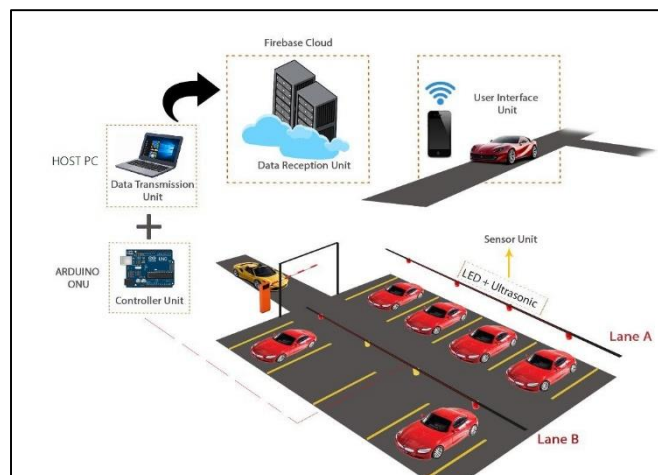 Firebase Cloud
Data Reception Unit
User Interface
Unit
HOST PC
Data Transmission
Unit
ARDUINO
ONU
Controller Unit
Sensor Unit
LED + Ultrasonic
Lane A
Lane B